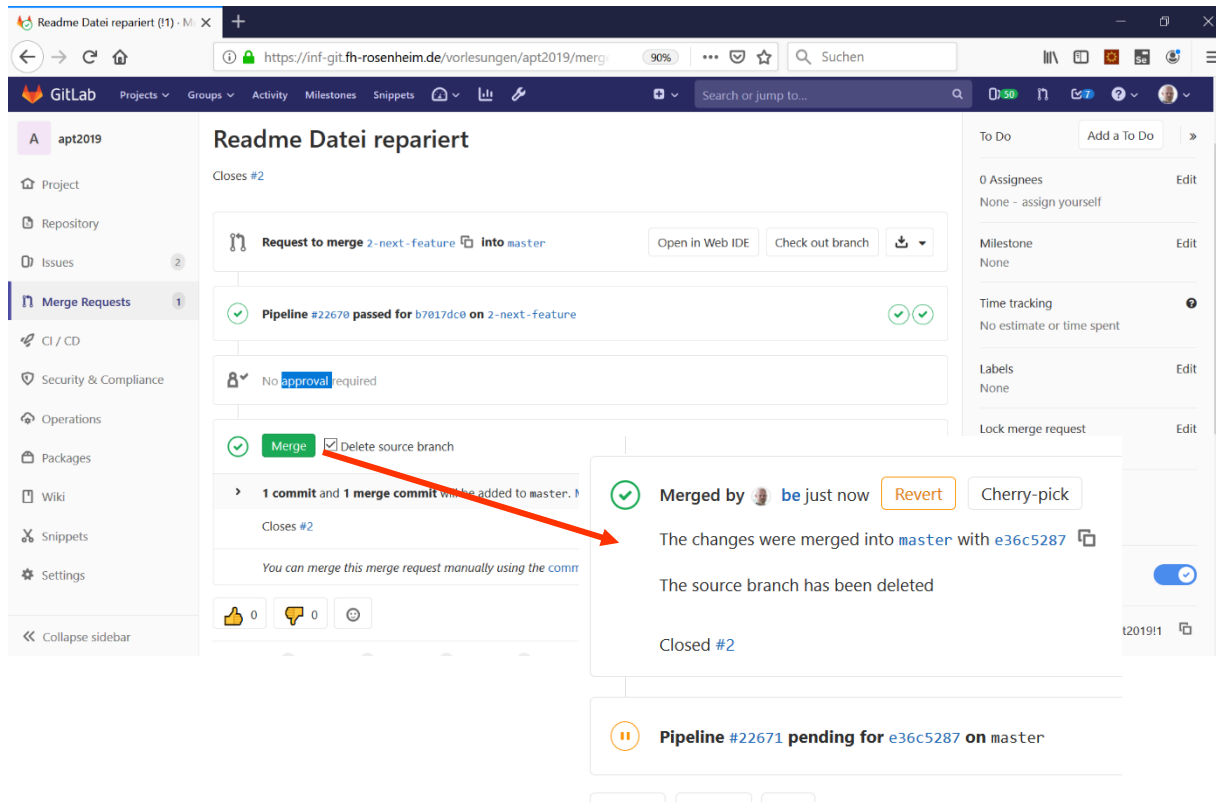 Readme Datei repariert (!1) · M
https://inf-git.fh-rosenheim.de/vorlesungen/apt2019/merg
90%
Suchen
GitLab Projects Groups Activity Milestones Snippets
Search or jump to...
50
7
A apt2019
Project
Repository
Issues 2
Merge Requests 1
CI / CD
Security & Compliance
Operations
Packages
Wiki
Snippets
Settings
Collapse sidebar
Readme Datei repariert
Closes #2
Request to merge 2-next-feature into master
Open in Web IDE
Check out branch
Pipeline #22670 passed for b7017dc0 on 2-next-feature
No approval required
Merge Delete source branch
1 commit and 1 merge commit will be added to master.
Closes #2
You can merge this merge request manually using the comm
0 0
To Do Add a To Do
0 Assignees Edit
None - assign yourself
Milestone Edit
None
Time tracking
No estimate or time spent
Labels Edit
None
Lock merge request Edit
t2019!1
Merged by be just now Revert Cherry-pick
The changes were merged into master with e36c5287
The source branch has been deleted
Closed #2
Pipeline #22671 pending for e36c5287 on master